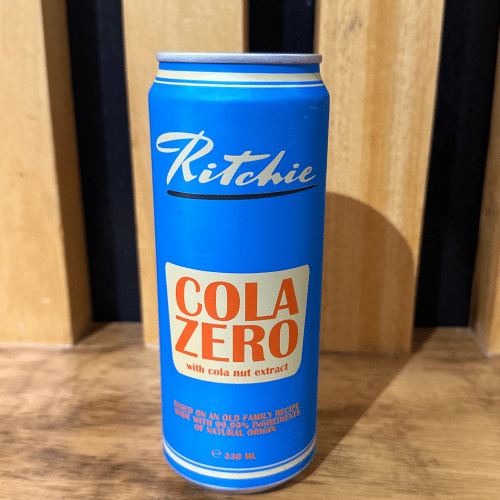 Ritchie
COLA
ZERO
with cola nut extract
BASED ON AN OLD FAMILY RECIPE
MADE WITH 99,99% INGREDIENTS
OF NATURAL ORIGIN
℮ 330 ML